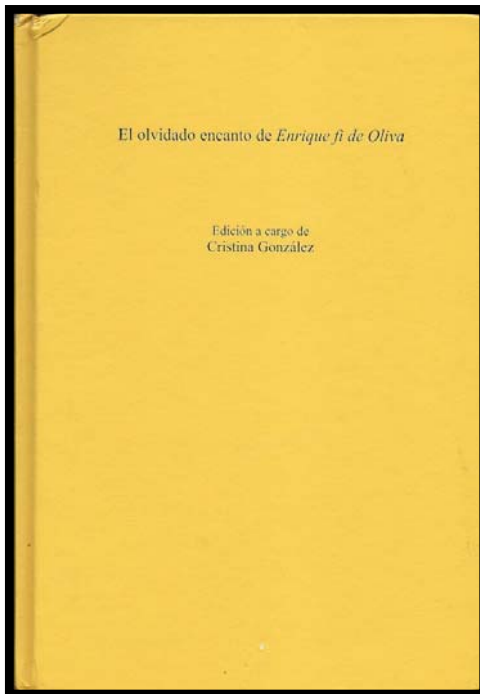 El olvidado encanto de Enrique fi de Oliva
Edición a cargo de
Cristina González